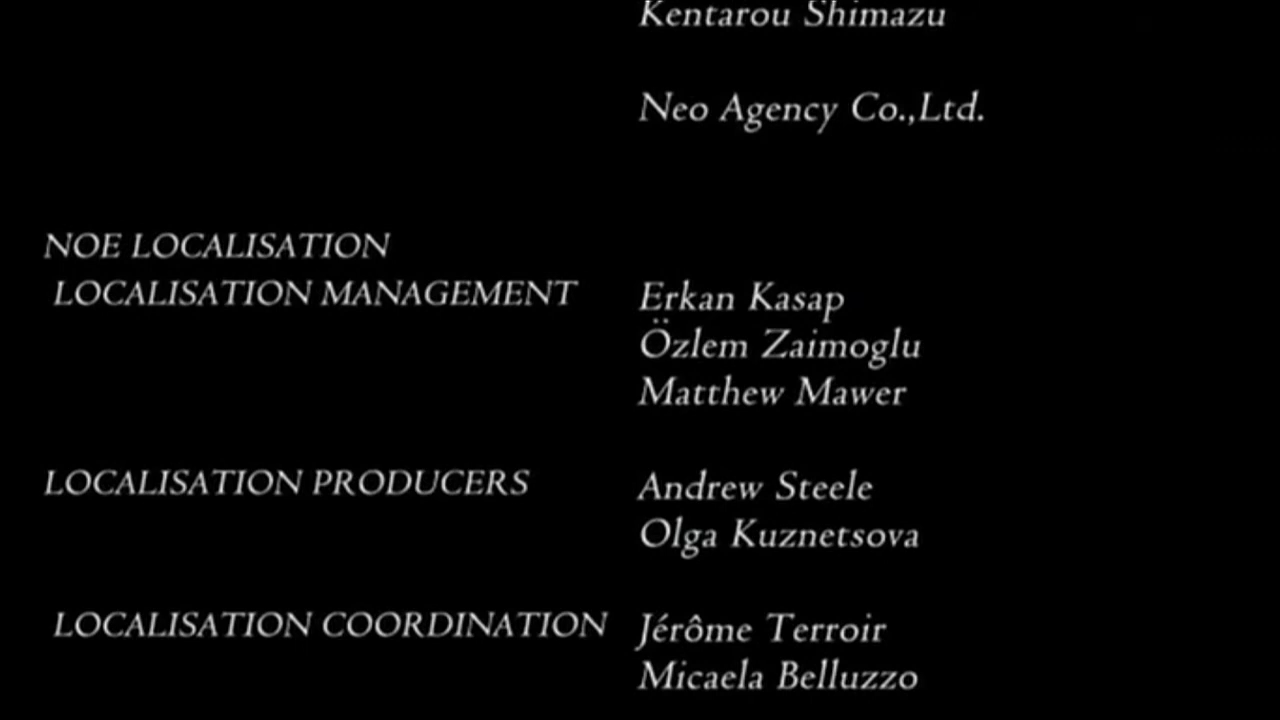 Kentarou Shimazu
Neo Agency Co.,Ltd.
NOE LOCALISATION
LOCALISATION MANAGEMENT Erkan Kasap
Özlem Zaimoglu
Matthew Mawer
LOCALISATION PRODUCERS Andrew Steele
Olga Kuznetsova
LOCALISATION COORDINATION Jérôme Terroir
Micaela Belluzzo